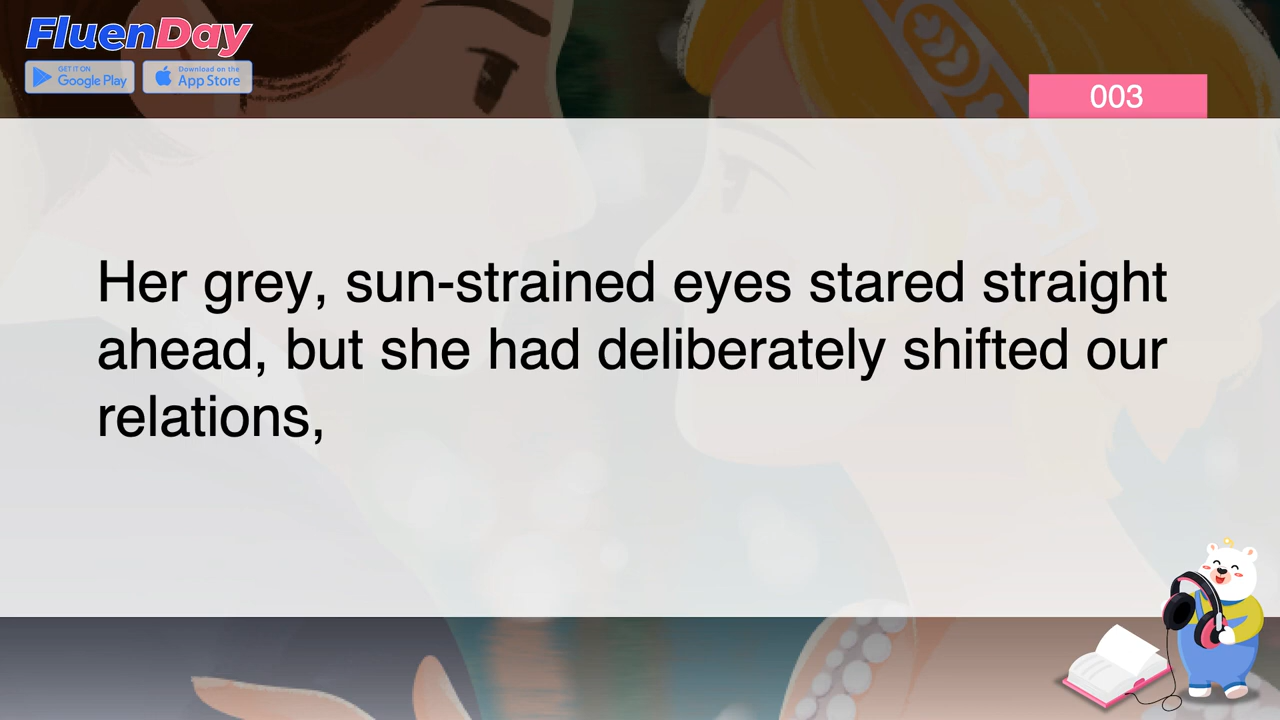 FluenDay
GET IT ON
Google Play
Download on the
App Store
003
Her grey, sun-strained eyes stared straight
ahead, but she had deliberately shifted our
relations,